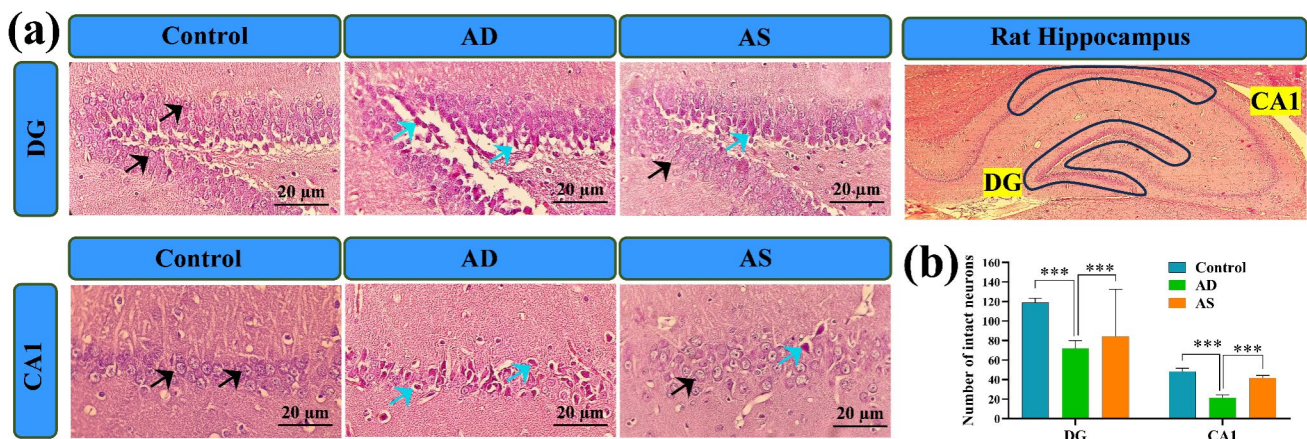 (a)
Control
AD
AS
Rat Hippocampus
DG
20 µm
20 µm
20 µm
CA1
DG
Control
AD
AS
CA1
20 µm
20 µm
20 µm
(b)
Number of intact neurons
160
140
120
100
80
60
40
20
0
***
***
***
***
Control
AD
AS
DG
CA1